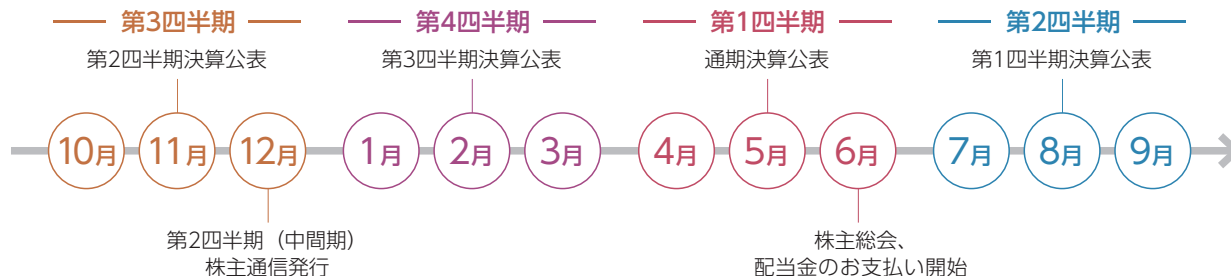 第3四半期
第4四半期
第1四半期
第2四半期
第2四半期決算公表
第3四半期決算公表
通期決算公表
第1四半期決算公表
10月
11月
12月
1月
2月
3月
4月
5月
6月
7月
8月
9月
第2四半期（中間期）
株主通信発行
株主総会、
配当金のお支払い開始